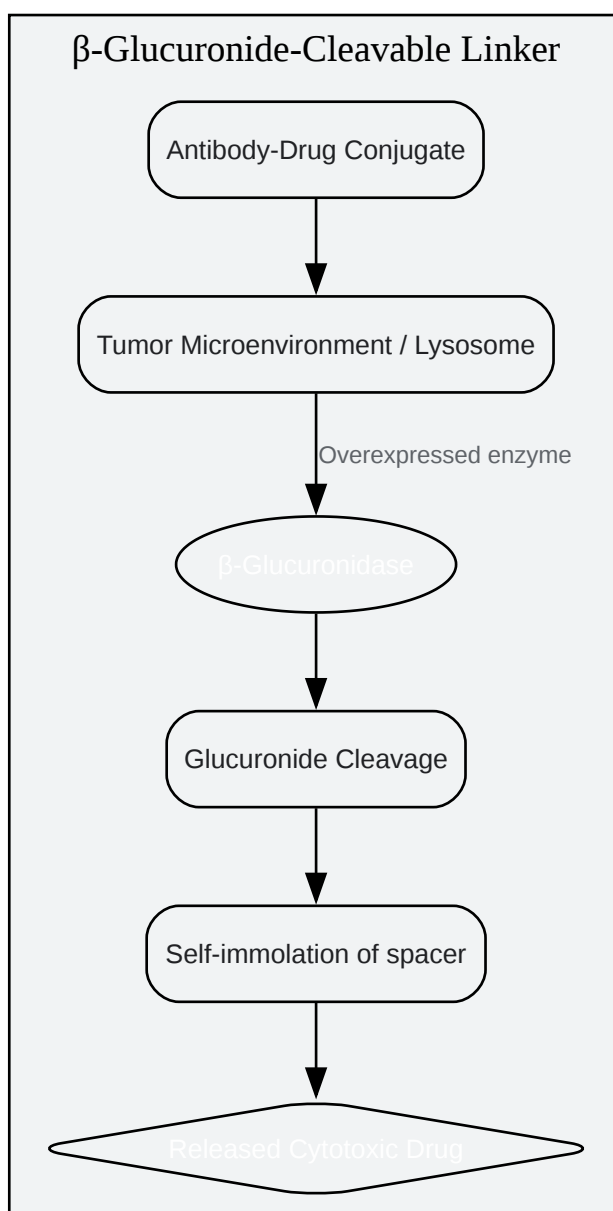 β-Glucuronide-Cleavable Linker
Antibody-Drug Conjugate
Tumor Microenvironment / Lysosome
Overexpressed enzyme
β-Glucuronidase
Glucuronide Cleavage
Self-immolation of spacer
Released Cytotoxic Drug